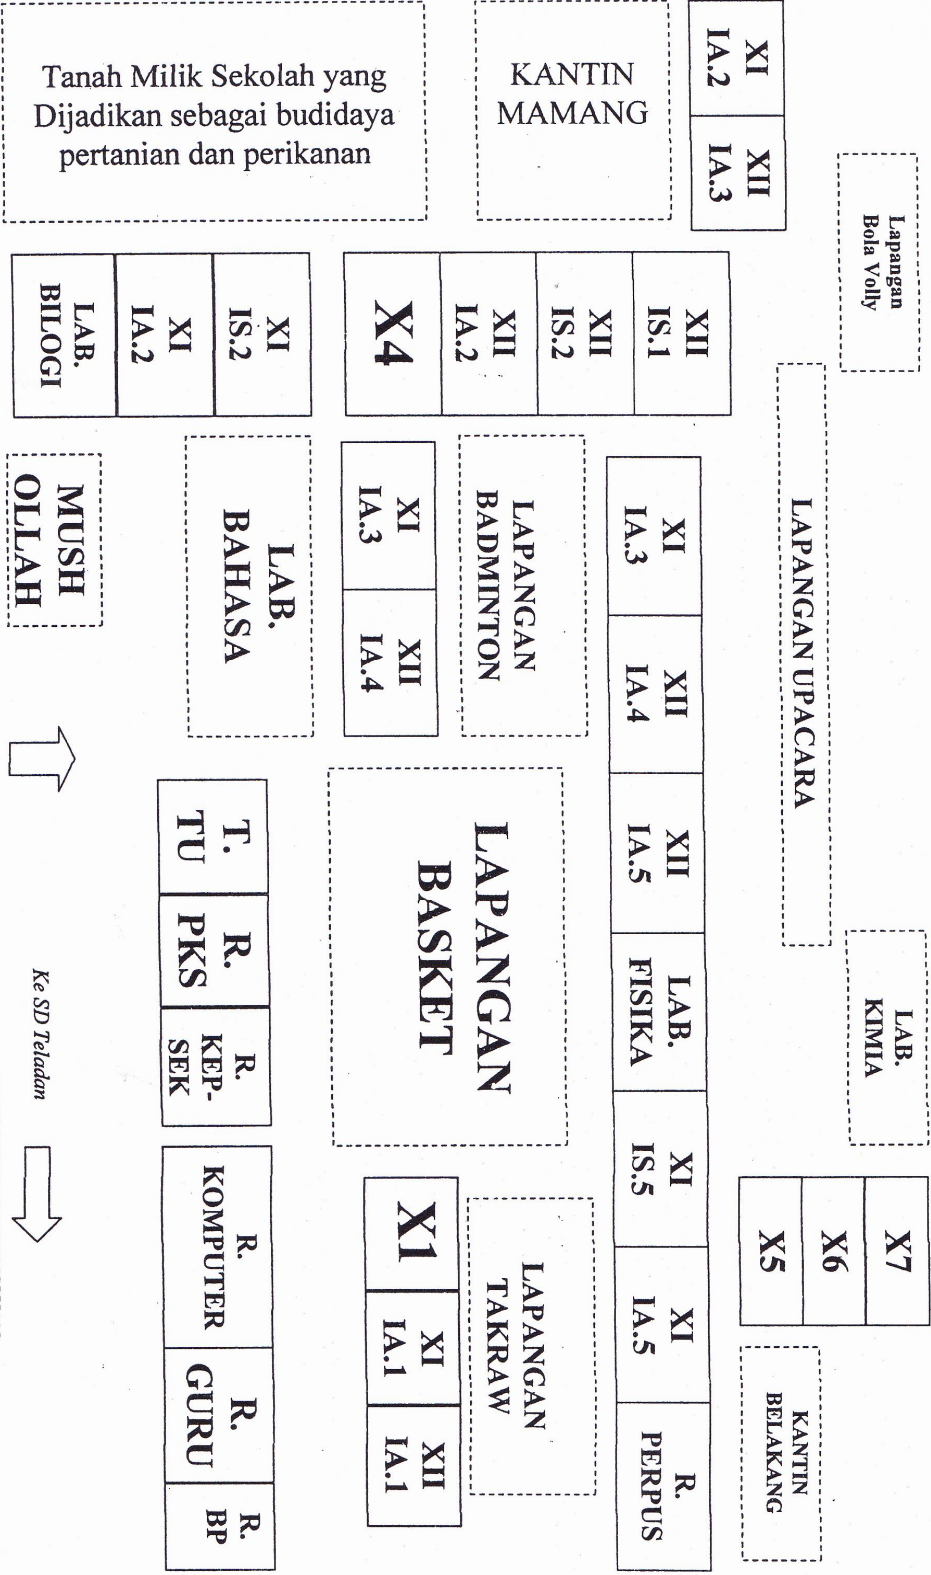 Tanah Milik Sekolah yang
Dijadikan sebagai budidaya
pertanian dan perikanan
KANTIN
MAMANG
XI
IA.2
XII
IA.3
Lapangan
Bola Volly
LAB.
BILOGI
XI
IA.2
XI
IS.2
X4
XII
IA.2
XII
IS.2
XII
IS.1
LAPANGAN UPACARA
MUSH
OLLAH
LAB.
BAHASA
XI
IA.3
XII
IA.4
LAPANGAN
BADMINTON
XI
IA.3
XII
IA.4
XII
IA.5
LAB.
FISIKA
XI
IS.5
XI
IA.5
R.
PERPUS
LAB.
KIMIA
T.
TU
R.
PKS
R.
KEP-
SEK
LAPANGAN
BASKET
Ke SD Teladan
R.
KOMPUTER
R.
GURU
R.
BP
X1
XI
IA.1
XII
IA.1
LAPANGAN
TAKRAW
X5
X6
X7
KANTIN
BELAKANG